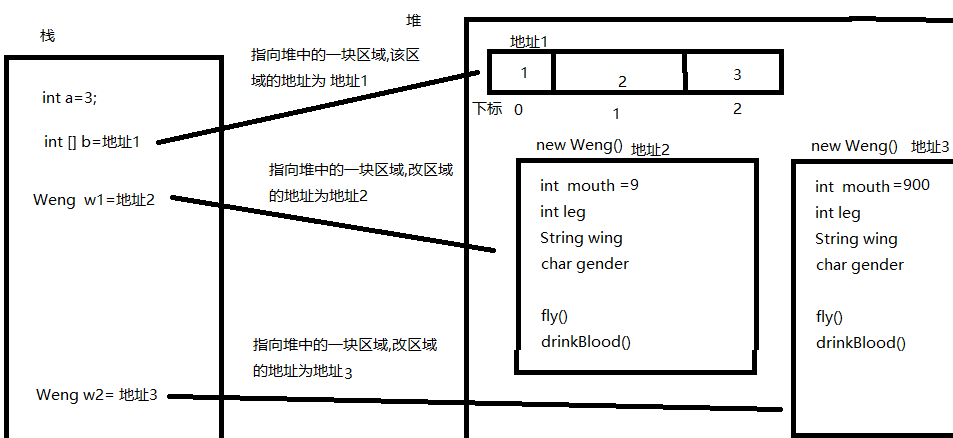 栈
int a=3;
int [] b=地址1
Weng w1=地址2
Weng w2= 地址3
指向堆中的一块区域,该区
域的地址为 地址1
指向堆中的一块区域,改区域
的地址为地址2
指向堆中的一块区域,改区域
的地址为地址3
堆
地址1
1 2 3
下标 0 1 2
new Weng() 地址2
int mouth =9
int leg
String wing
char gender
fly()
drinkBlood()
new Weng() 地址3
int mouth =900
int leg
String wing
char gender
fly()
drinkBlood()